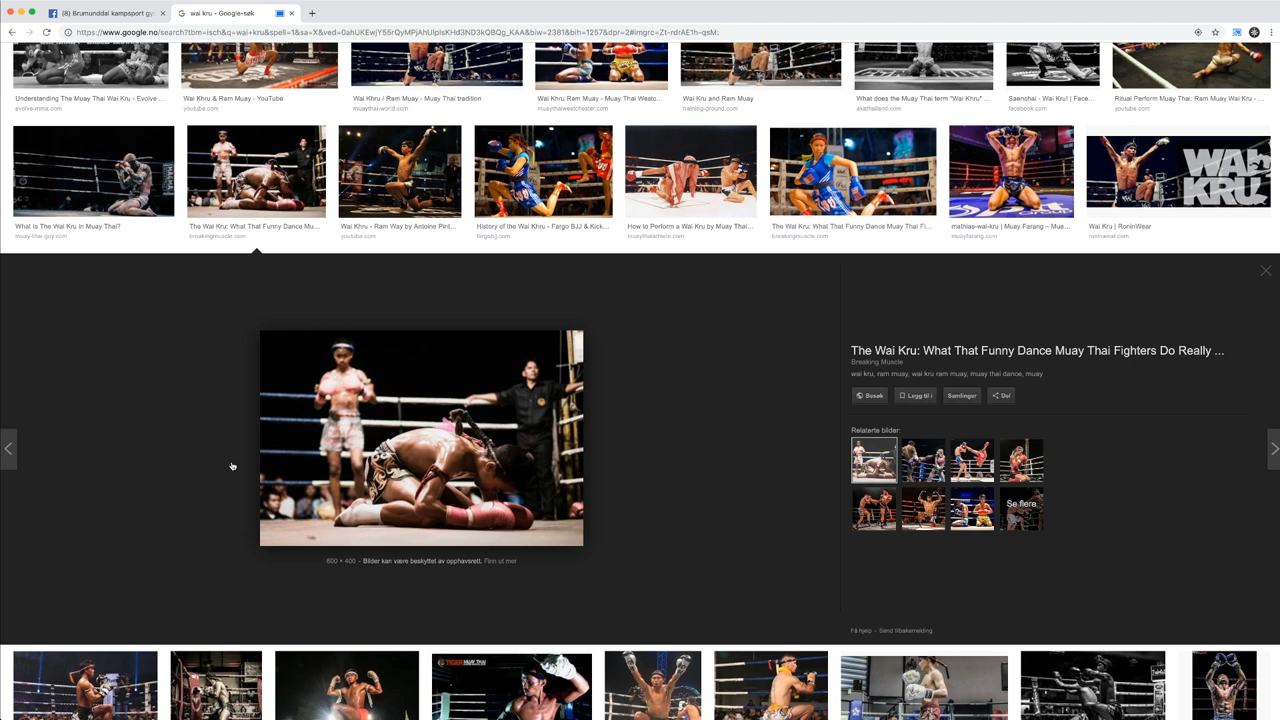 (8) Brumunddal kampsport gy
wai kru - Google-søk
https://www.google.no/search?tbm=isch&q=wai+kru&spell=1&sa=X&ved=0ahUKEwjY55rQyMPjAhUlpIsKHd3ND3kQBQg_KAA&biw=2381&bih=1257&dpr=2#imgrc=Zt-rdrAE1h-qsM:
Understanding The Muay Thai Wai Kru - Evolve ...
Wai Khru & Ram Muay - YouTube
Wai Khru / Ram Muay - Muay Thai tradition
Wai Khru Ram Muay - Muay Thai Westc...
Wai Kru and Ram Muay
What does the Muay Thai term "Wai Khru" ...
Saenchai - Wai Kru! | Face...
Ritual Perform Muay Thai: Ram Muay Wai Kru - ...
evolve-mma.com
youtube.com
muaythai-world.com
muaythaiwestchester.com
training-ground.com
akathailand.com
facebook.com
youtube.com
WAI
KRU
What Is The Wai Kru in Muay Thai?
The Wai Kru: What That Funny Dance Mu...
Wai Khru - Ram Way by Antoine Pint...
History of the Wai Khru - Fargo BJJ & Kick...
How to Perform a Wai Kru by Muay Thai...
The Wai Kru: What That Funny Dance Muay Thai Fi...
mathias-wai-kru | Muay Farang – Mua...
Wai Kru | RoninWear
muay-thai-guy.com
breakingmuscle.com
youtube.com
fargobjj.com
muaythaiathlete.com
breakingmuscle.com
muayfarang.com
roninwear.com
The Wai Kru: What That Funny Dance Muay Thai Fighters Do Really ...
Breaking Muscle
wai kru, ram muay, wai kru ram muay, muay thai dance, muay
Besøk
Legg til i
Samlinger
Del
Relaterte bilder:
Se flere
600 × 400 - Bilder kan være beskyttet av opphavsrett. Finn ut mer
Få hjelp - Send tilbakemelding
TIGER MUAY THAI